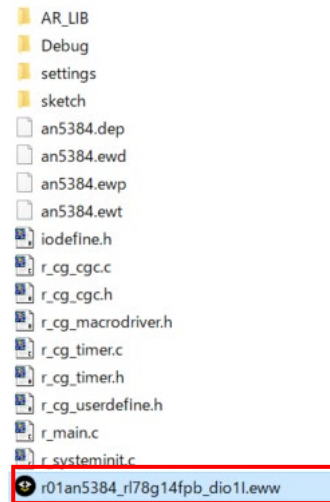 AR_LIB
Debug
settings
sketch
an5384.dep
an5384.ewd
an5384.ewp
an5384.ewt
iodefine.h
r_cg_cgc.c
r_cg_cgc.h
r_cg_macrodriver.h
r_cg_timer.c
r_cg_timer.h
r_cg_userdefine.h
r_main.c
r_systeminit.c
r01an5384_rl78g14fpb_dio1l.eww